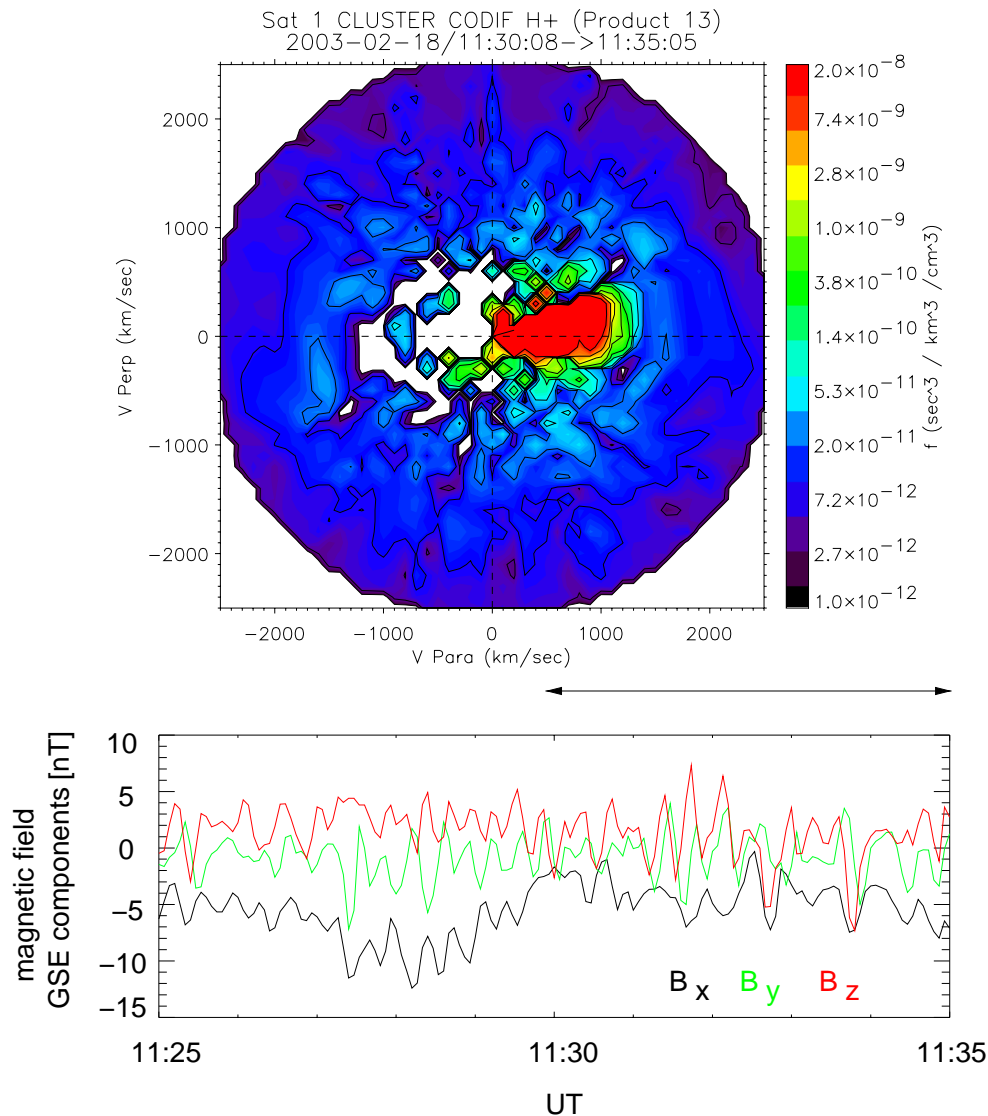 Sat 1 CLUSTER CODIF H+ (Product 13)
2003-02-18/11:30:08->11:35:05
2000
1000
0
-1000
-2000
V Perp (km/sec)
-2000 -1000 0 1000 2000
V Para (km/sec)
2.0×10^-8
7.4×10^-9
2.8×10^-9
1.0×10^-9
3.8×10^-10
1.4×10^-10
5.3×10^-11
2.0×10^-11
7.2×10^-12
2.7×10^-12
1.0×10^-12
f (sec^3 / km^3 /cm^3)
10
5
0
-5
-10
-15
magnetic field
GSE components [nT]
B x B y B z
11:25 11:30 11:35
UT